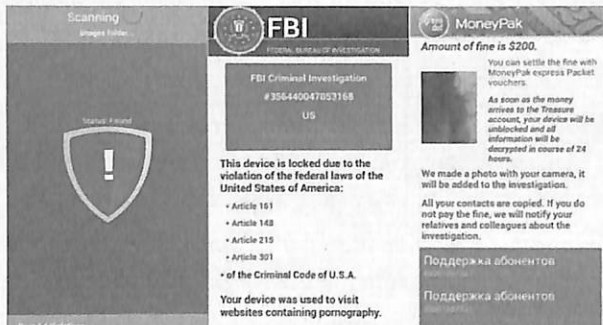 Scanning
Images Folder...
Status: Found
!
FBI
FEDERAL BUREAU OF INVESTIGATION
FBI Criminal Investigation
#356440047053168
US
This device is locked due to the
violation of the federal laws of the
United States of America:
• Article 161
• Article 148
• Article 215
• Article 301
• of the Criminal Code of U.S.A.
Your device was used to visit
websites containing pornography.
MoneyPak
Amount of fine is $200.
You can settle the fine with
MoneyPak express Packet
vouchers.
As soon as the money
arrives to the Treasure
account, your device will be
unblocked and all
information will be
decrypted in course of 24
hours.
We made a photo with your camera, it
will be added to the investigation.
All your contacts are copied. If you do
not pay the fine, we will notify your
relatives and colleagues about the
investigation.
Поддержка абонентов
Поддержка абонентов